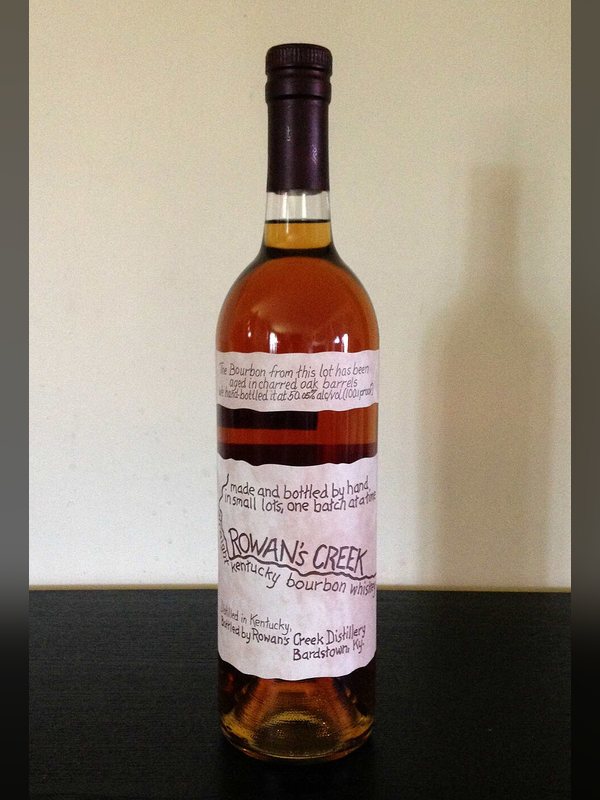 The Bourbon from this lot has been
aged in charred oak barrels
we hand-bottled it at 50.05% alc/vol. (100.1 proof)
made and bottled by hand
in small lots, one batch at a time
ROWAN'S CREEK
kentucky bourbon whiskey
Distilled in Kentucky,
Bottled by Rowan's Creek Distillery
Bardstown, Ky.